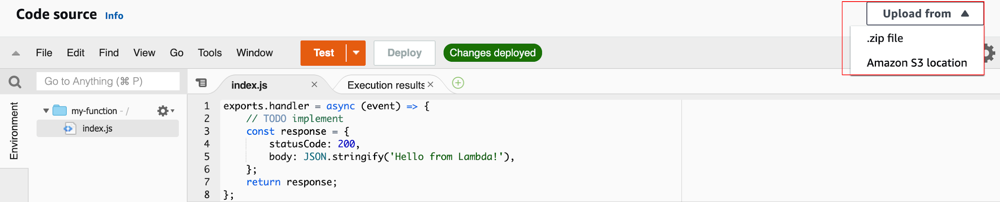 Code source Info
Upload from
.zip file
Amazon S3 location
File Edit Find View Go Tools Window Test Deploy Changes deployed
Go to Anything (⌘ P)
index.js × Execution results ×
Environment
my-function - /
index.js
1 exports.handler = async (event) => {
2     // TODO implement
3     const response = {
4         statusCode: 200,
5         body: JSON.stringify('Hello from Lambda!'),
6     };
7     return response;
8 };